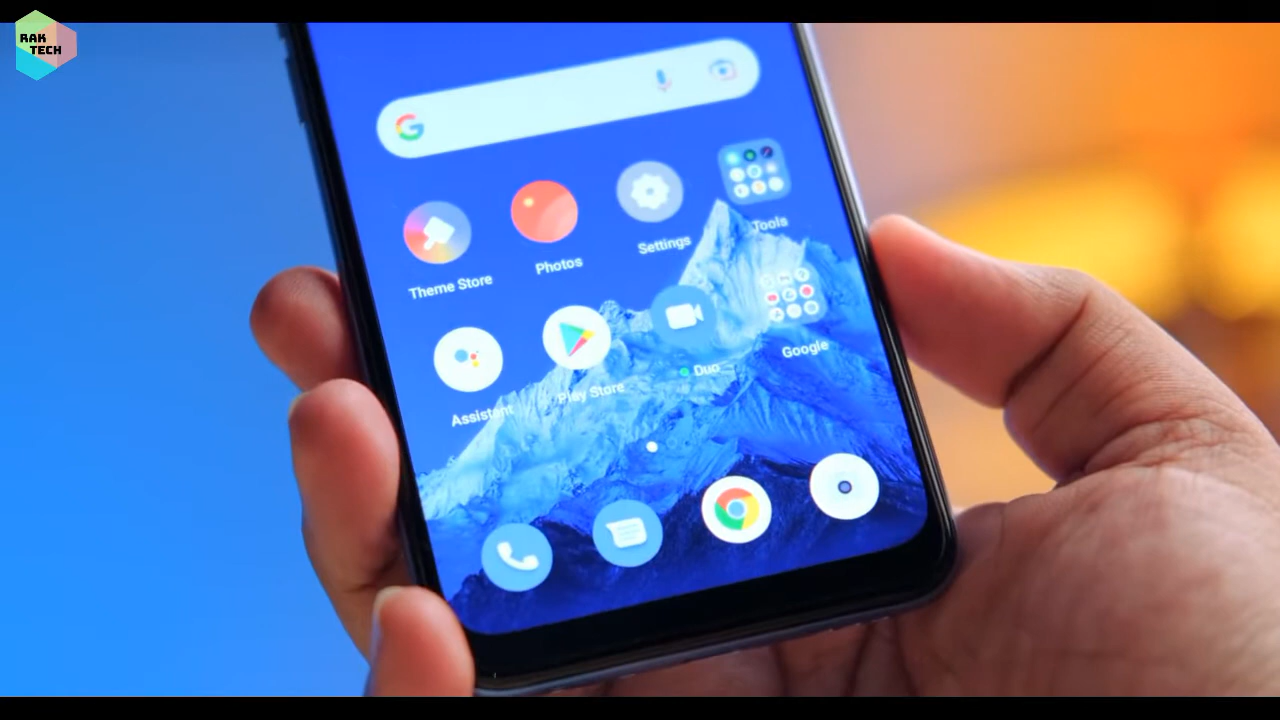 RAK
TECH
Theme Store
Photos
Settings
Tools
Assistant
Play Store
Duo
Google